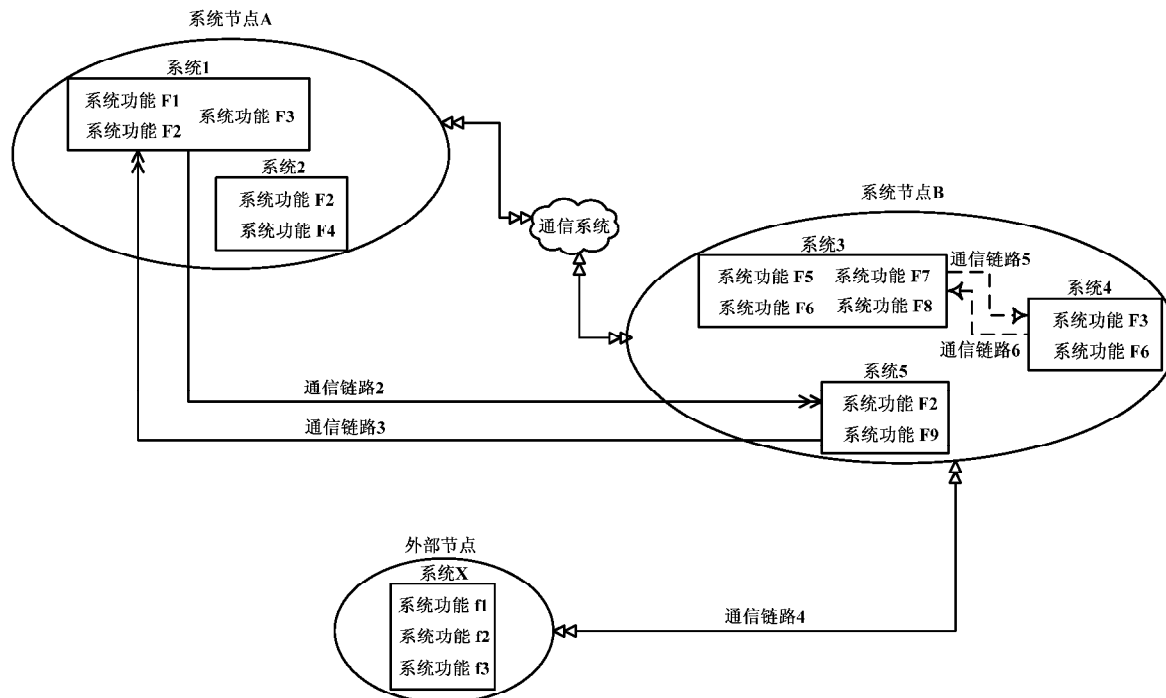 系统节点A
系统1
系统功能 F1
系统功能 F2
系统功能 F3
系统2
系统功能 F2
系统功能 F4
通信系统
系统节点B
系统3
系统功能 F5
系统功能 F7
系统功能 F6
系统功能 F8
通信链路5
系统4
系统功能 F3
系统功能 F6
通信链路6
系统5
系统功能 F2
系统功能 F9
通信链路2
通信链路3
外部节点
系统X
系统功能 f1
系统功能 f2
系统功能 f3
通信链路4